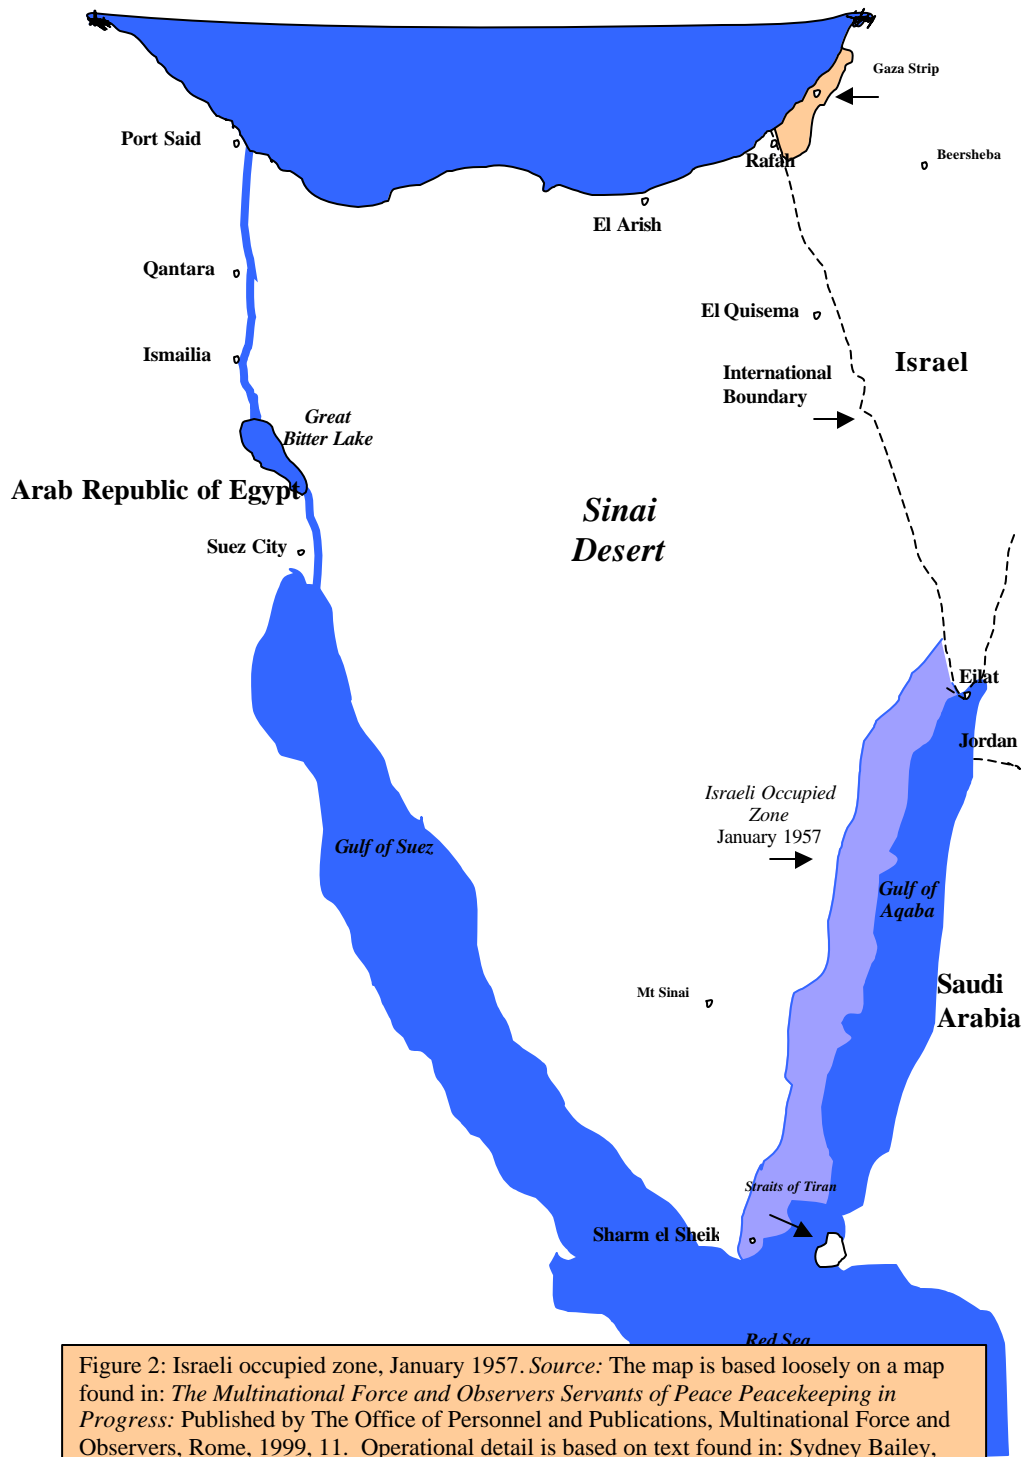 Gaza Strip
Port Said
Beersheba
Rafah
El Arish
Qantara
El Quisema
Ismailia
Israel
International
Boundary
Great
Bitter Lake
Arab Republic of Egypt
Sinai
Desert
Suez City
Eilat
Jordan
Israeli Occupied
Zone
January 1957
Gulf of Suez
Gulf of
Aqaba
Saudi
Arabia
Mt Sinai
Straits of Tiran
Sharm el Sheik
Red Sea
Figure 2: Israeli occupied zone, January 1957. Source: The map is based loosely on a map
found in: The Multinational Force and Observers Servants of Peace Peacekeeping in
Progress: Published by The Office of Personnel and Publications, Multinational Force and
Observers, Rome, 1999, 11. Operational detail is based on text found in: Sydney Bailey,